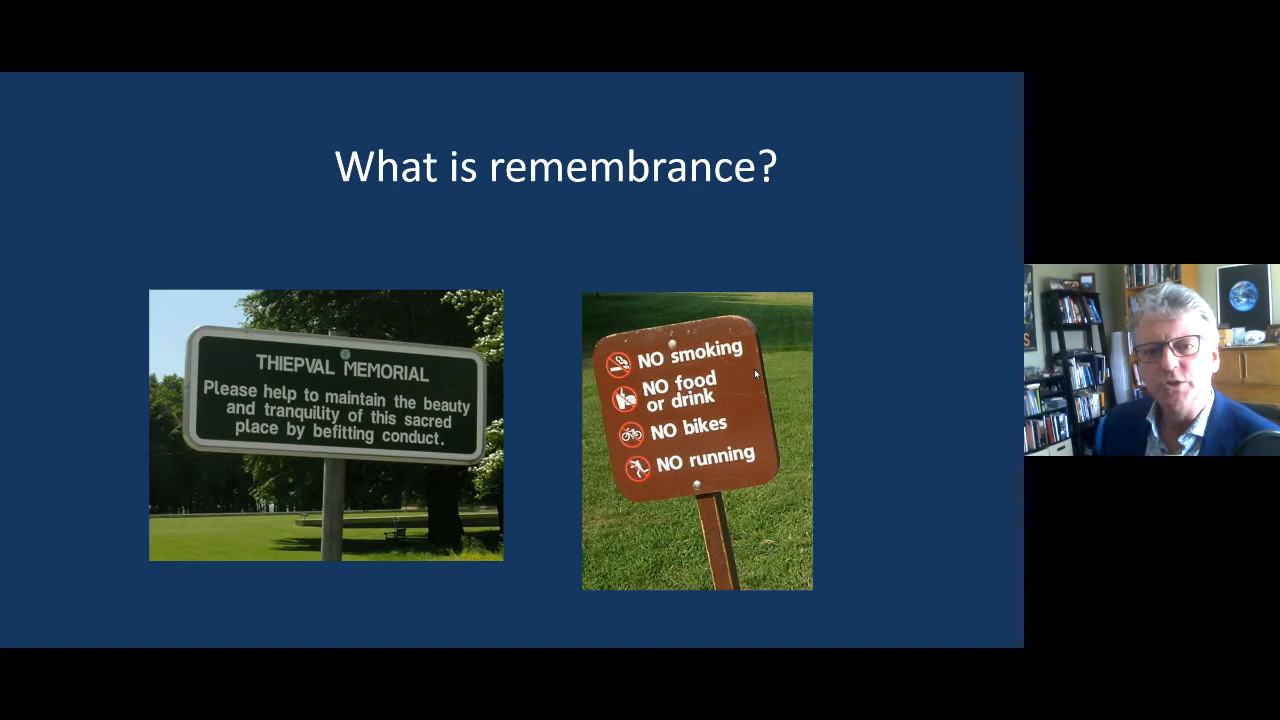 What is remembrance?
THIEPVAL MEMORIAL
Please help to maintain the beauty
and tranquility of this sacred
place by befitting conduct.
NO smoking
NO food
or drink
NO bikes
NO running